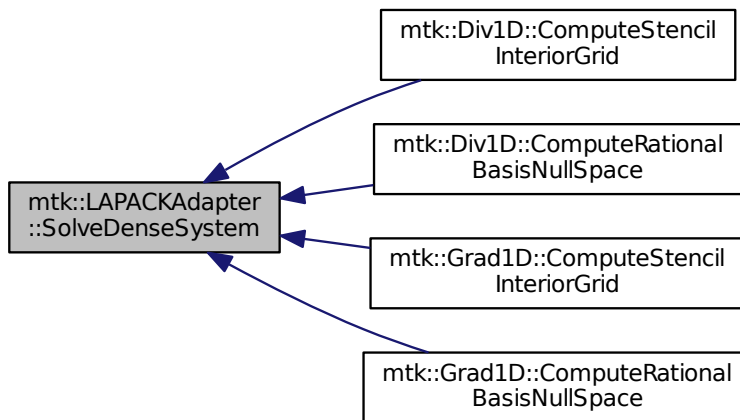 mtk::Div1D::ComputeStencil
InteriorGrid
mtk::Div1D::ComputeRational
BasisNullSpace
mtk::LAPACKAdapter
::SolveDenseSystem
mtk::Grad1D::ComputeStencil
InteriorGrid
mtk::Grad1D::ComputeRational
BasisNullSpace